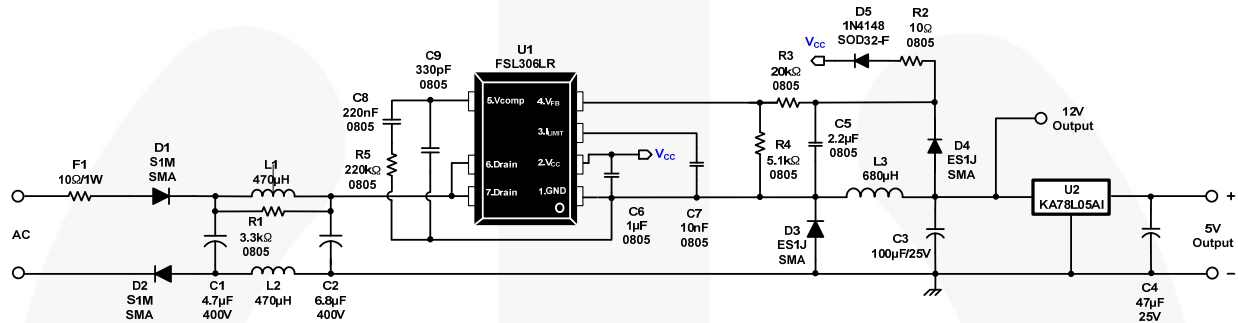 D5
1N4148
SOD32-F
R2
10Ω
0805
VCC
U1
FSL306LR
C9
330pF
0805
C8
220nF
0805
R5
220kΩ
0805
5.Vcomp
4.VFB
3.ILIMIT
6.Drain
2.VCC
7.Drain
1.GND
VCC
R3
20kΩ
0805
R4
5.1kΩ
0805
C5
2.2µF
0805
D4
ES1J
SMA
12V
Output
F1
10Ω/1W
D1
S1M
SMA
L1
470µH
R1
3.3kΩ
0805
AC
D2
S1M
SMA
C1
4.7µF
400V
L2
470µH
C2
6.8µF
400V
C6
1µF
0805
C7
10nF
0805
D3
ES1J
SMA
L3
680µH
C3
100µF/25V
U2
KA78L05AI
+
5V
Output
-
C4
47µF
25V